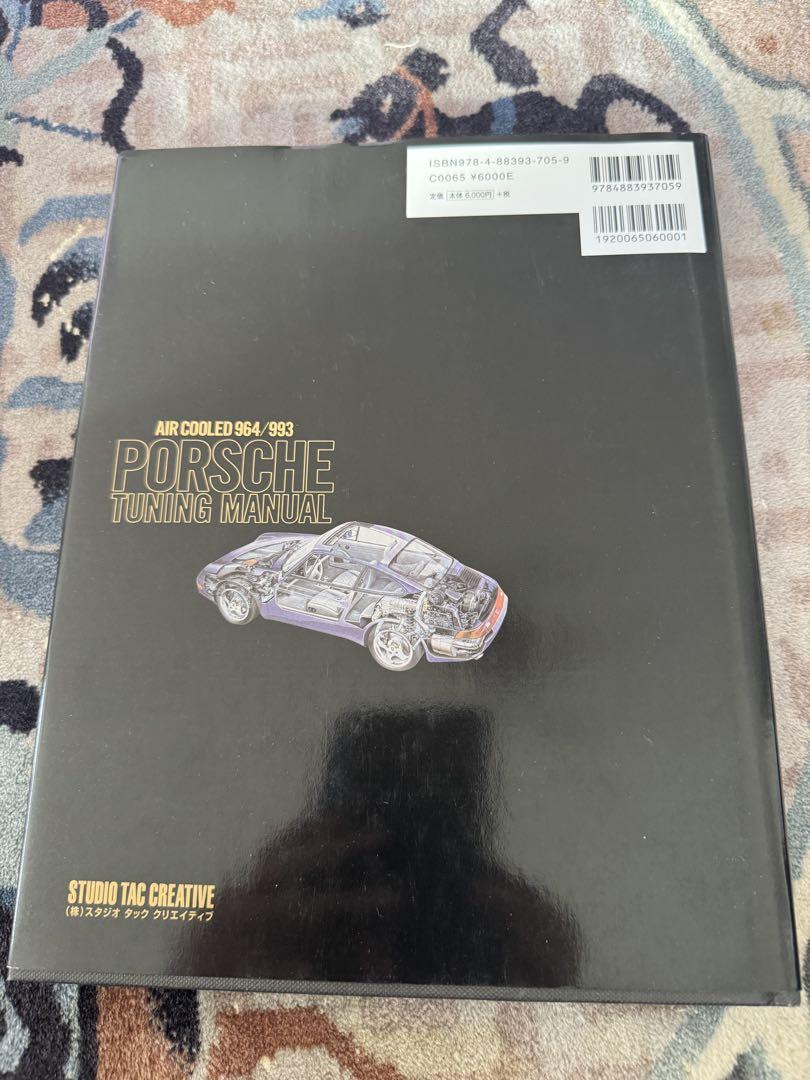 ISBN978-4-88393-705-9
C0065 ¥6000E
定価 本体 6,000円 +税
9784883937059
1920065060001
AIR COOLED 964/993
PORSCHE
TUNING MANUAL
STUDIO TAC CREATIVE
(株)スタジオ タック クリエイティブ